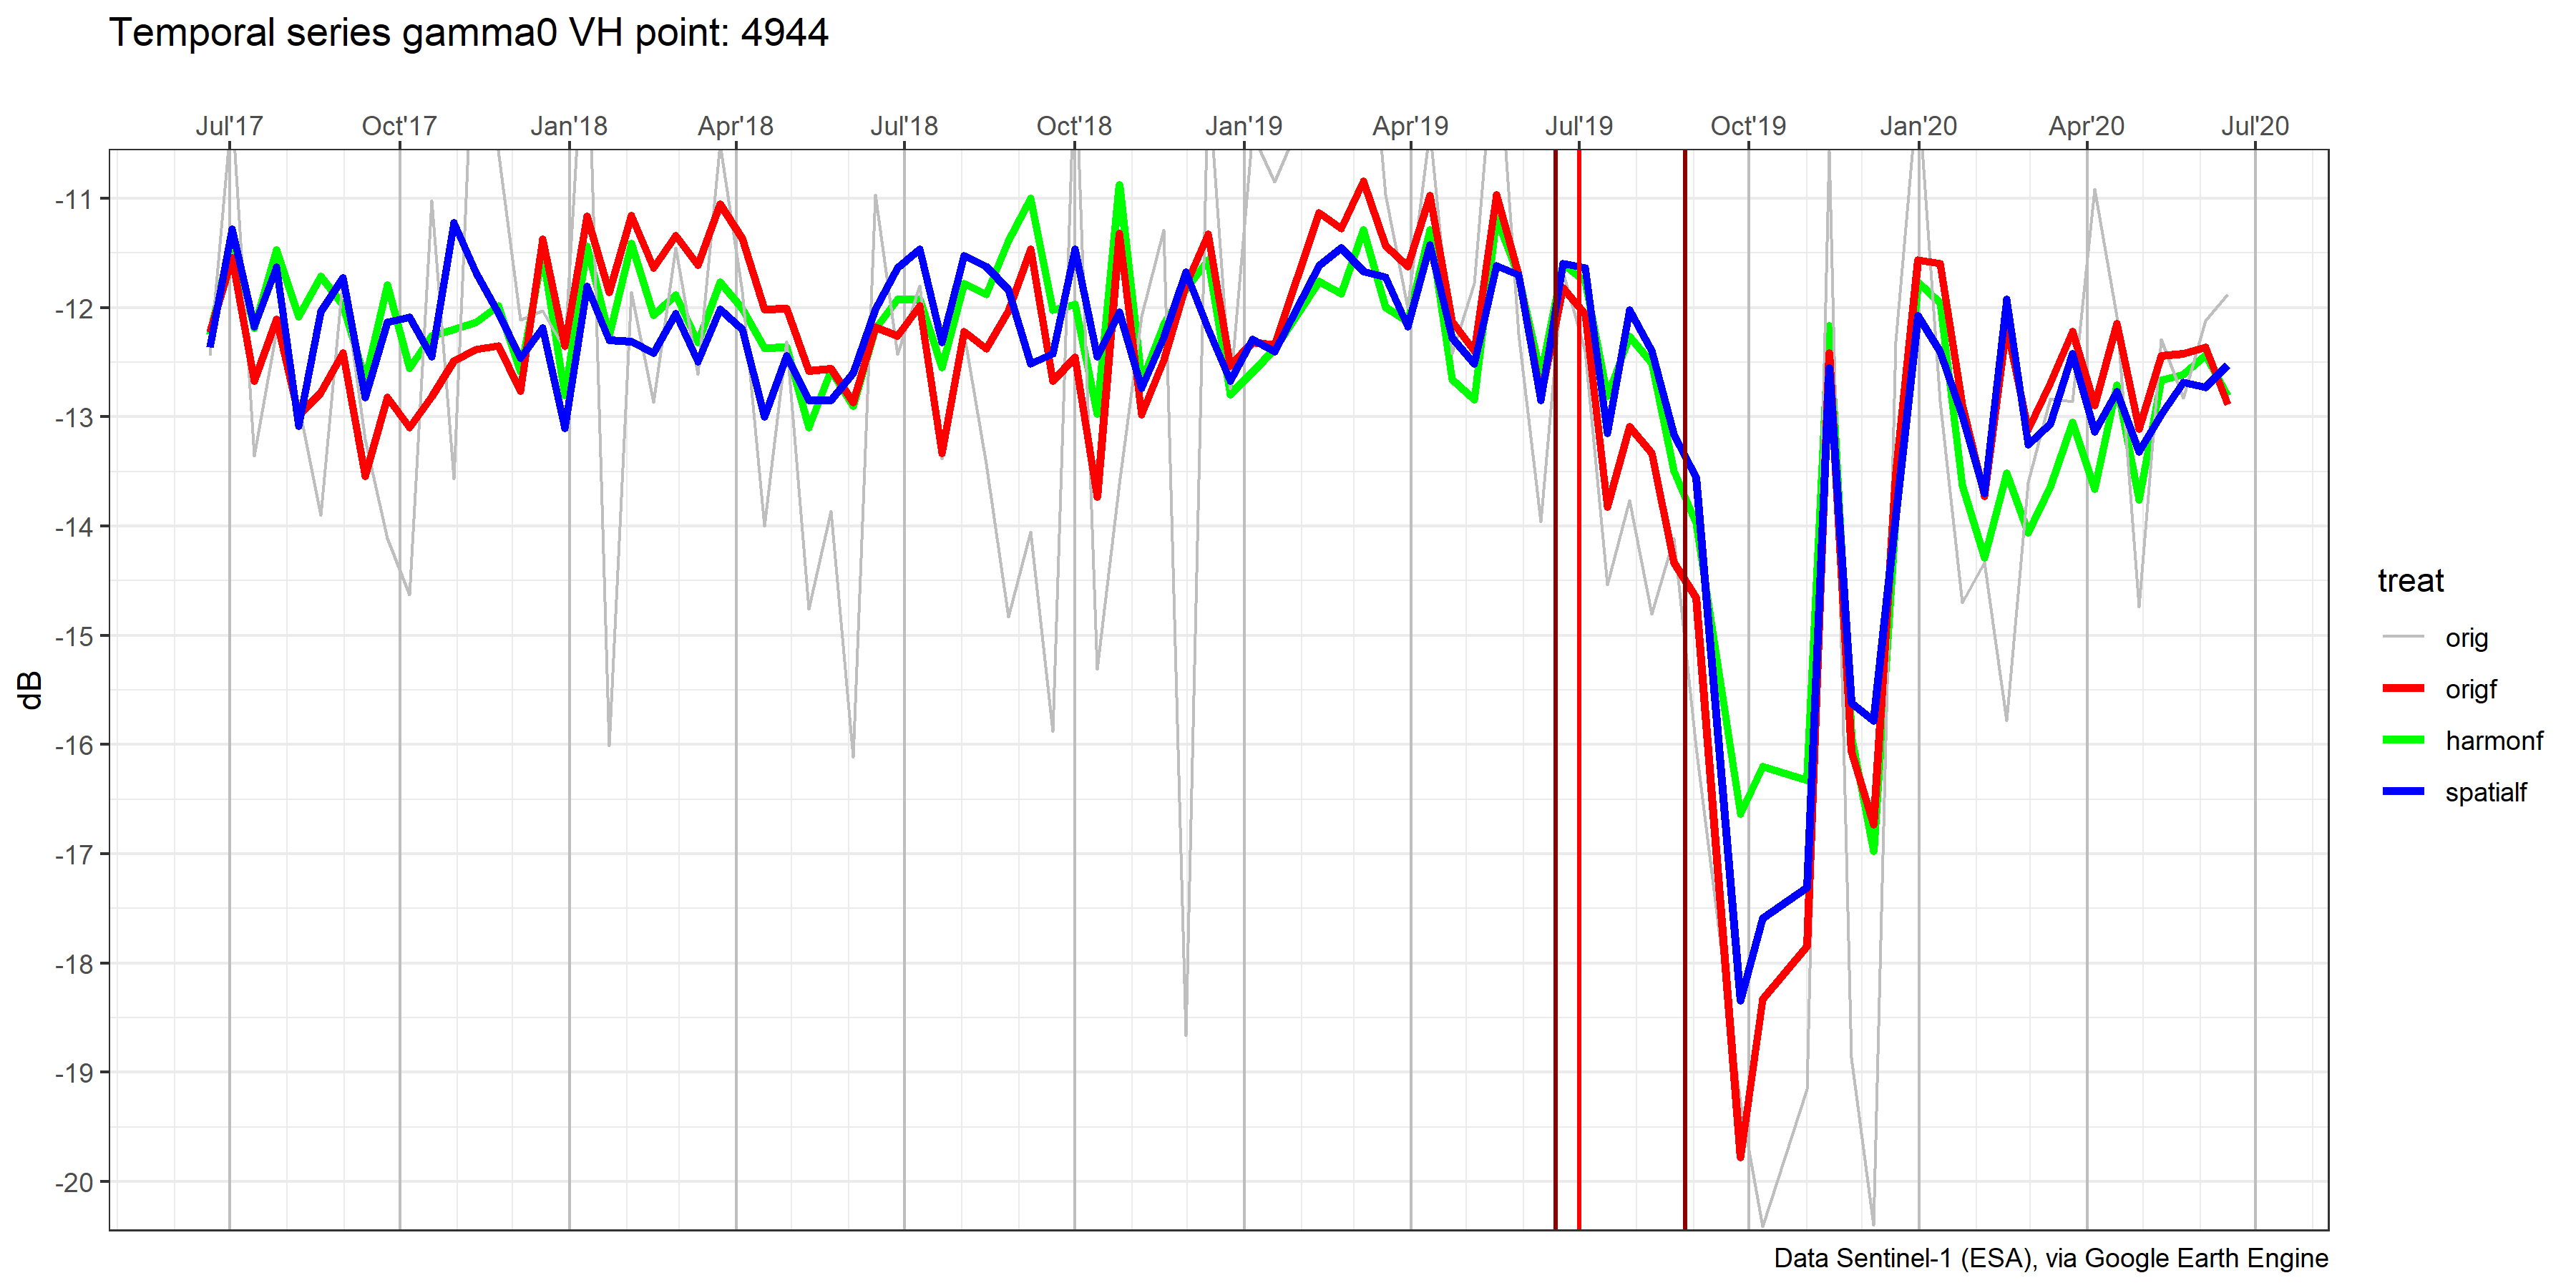 Temporal series gamma0 VH point: 4944
Jul'17 Oct'17 Jan'18 Apr'18 Jul'18 Oct'18 Jan'19 Apr'19 Jul'19 Oct'19 Jan'20 Apr'20 Jul'20
-11
-12
-13
-14
-15
-16
-17
-18
-19
-20
dB
treat
orig
origf
harmonf
spatialf
Data Sentinel-1 (ESA), via Google Earth Engine